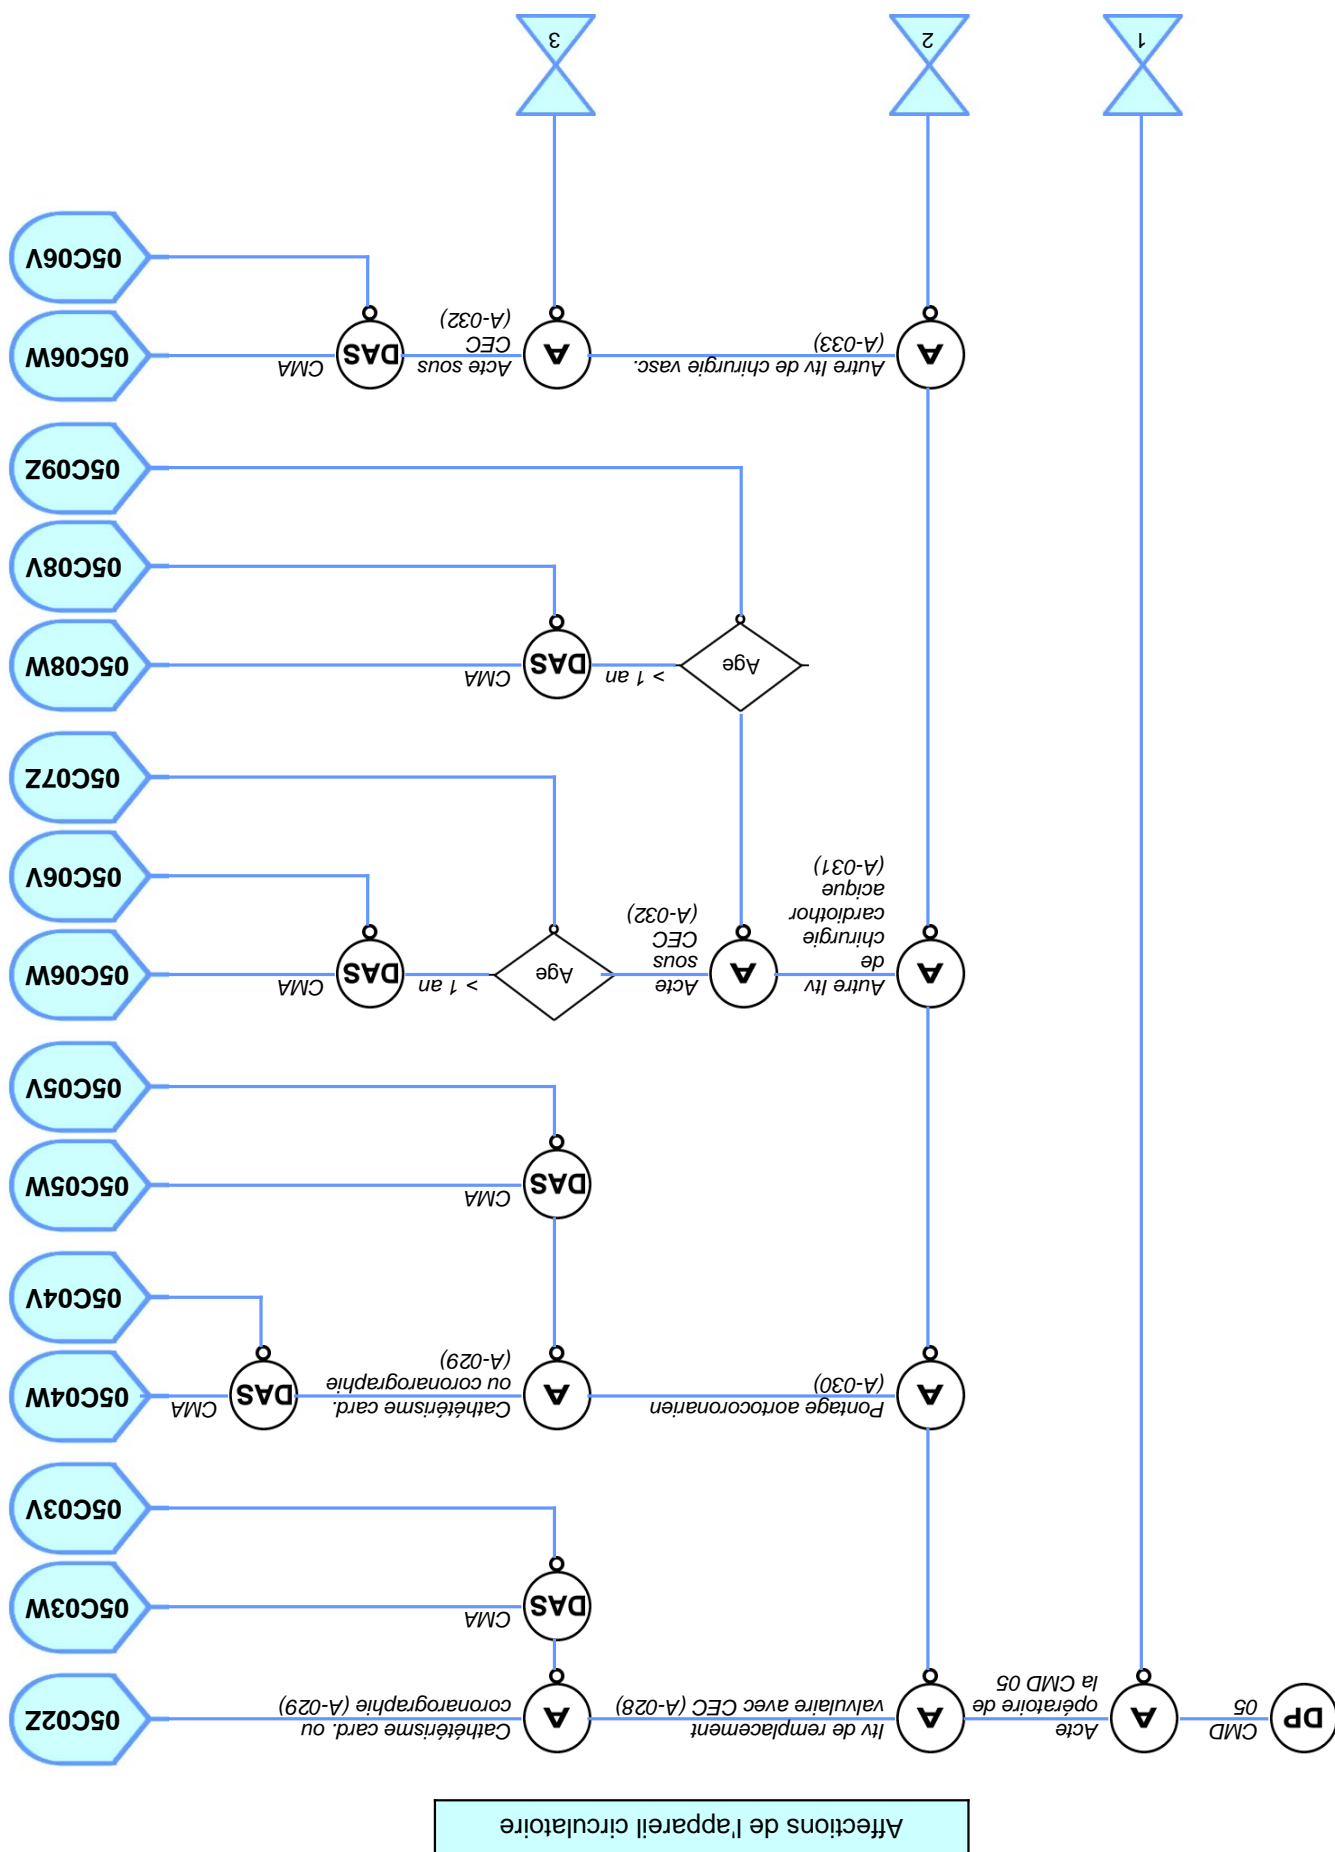 Affections de l'appareil circulatoire
DP
CMD
05
A
Acte
opératoire de
la CMD 05
A
Itv de remplacement
valvulaire avec CEC (A-028)
A
Cathétérisme card. ou
coronarographie (A-029)
05C02Z
DAS
CMA
05C03W
05C03V
A
Pontage aortocoronarien
(A-030)
A
Cathétérisme card.
ou coronarographie
(A-029)
DAS
CMA
05C04W
05C04V
DAS
CMA
05C05W
05C05V
A
Autre Itv
de
chirurgie
cardiothor
acique
(A-031)
A
Acte
sous
CEC
(A-032)
Age
> 1 an
DAS
CMA
05C06W
05C06V
05C07Z
Age
> 1 an
DAS
CMA
05C08W
05C08V
05C09Z
A
Autre Itv de chirurgie vasc.
(A-033)
A
Acte sous
CEC
(A-032)
DAS
CMA
05C06W
05C06V
1
2
3